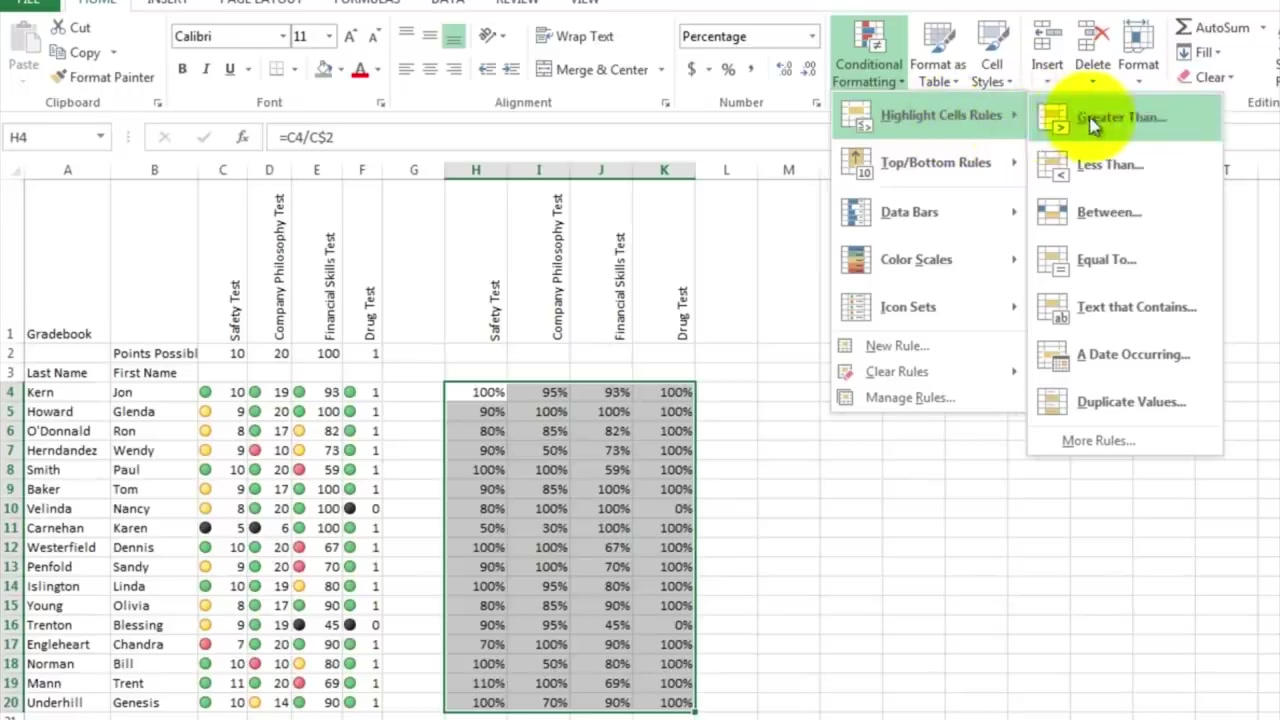 FILE HOME INSERT PAGE LAYOUT FORMULAS DATA REVIEW VIEW
Paste
Cut
Copy
Format Painter
Clipboard
Calibri 11
B I U
Font
Wrap Text
Merge & Center
Alignment
Percentage
$ % ,
Number
Conditional Formatting
Format as Table
Cell Styles
Insert
Delete
Format
AutoSum
Fill
Clear
Editin
H4
fx
=C4/C$2
Highlight Cells Rules
Top/Bottom Rules
Data Bars
Color Scales
Icon Sets
New Rule...
Clear Rules
Manage Rules...
Greater Than...
Less Than...
Between...
Equal To...
Text that Contains...
A Date Occurring...
Duplicate Values...
More Rules...
A B C D E F G H I J K L M T
1 Gradebook Safety Test Company Philosophy Test Financial Skills Test Drug Test Safety Test Company Philosophy Test Financial Skills Test Drug Test
2 Points Possibl 10 20 100 1
3 Last Name First Name
4 Kern Jon 10 19 93 1 100% 95% 93% 100%
5 Howard Glenda 9 20 100 1 90% 100% 100% 100%
6 O'Donnald Ron 8 17 82 1 80% 85% 82% 100%
7 Herndandez Wendy 9 10 73 1 90% 50% 73% 100%
8 Smith Paul 10 20 59 1 100% 100% 59% 100%
9 Baker Tom 9 17 100 1 90% 85% 100% 100%
10 Velinda Nancy 8 20 100 0 80% 100% 100% 0%
11 Carnehan Karen 5 6 100 1 50% 30% 100% 100%
12 Westerfield Dennis 10 20 67 1 100% 100% 67% 100%
13 Penfold Sandy 9 20 70 1 90% 100% 70% 100%
14 Islington Linda 10 19 80 1 100% 95% 80% 100%
15 Young Olivia 8 17 90 1 80% 85% 90% 100%
16 Trenton Blessing 9 19 45 0 90% 95% 45% 0%
17 Engleheart Chandra 7 20 90 1 70% 100% 90% 100%
18 Norman Bill 10 10 80 1 100% 50% 80% 100%
19 Mann Trent 11 20 69 1 110% 100% 69% 100%
20 Underhill Genesis 10 14 90 1 100% 70% 90% 100%